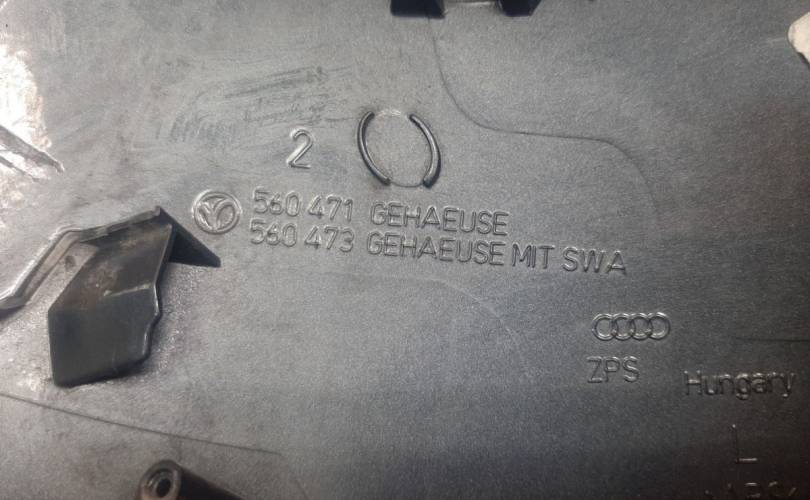 2
560 471 GEHAEUSE
560 473 GEHAEUSE MIT SWA
ZPS
Hungary
L